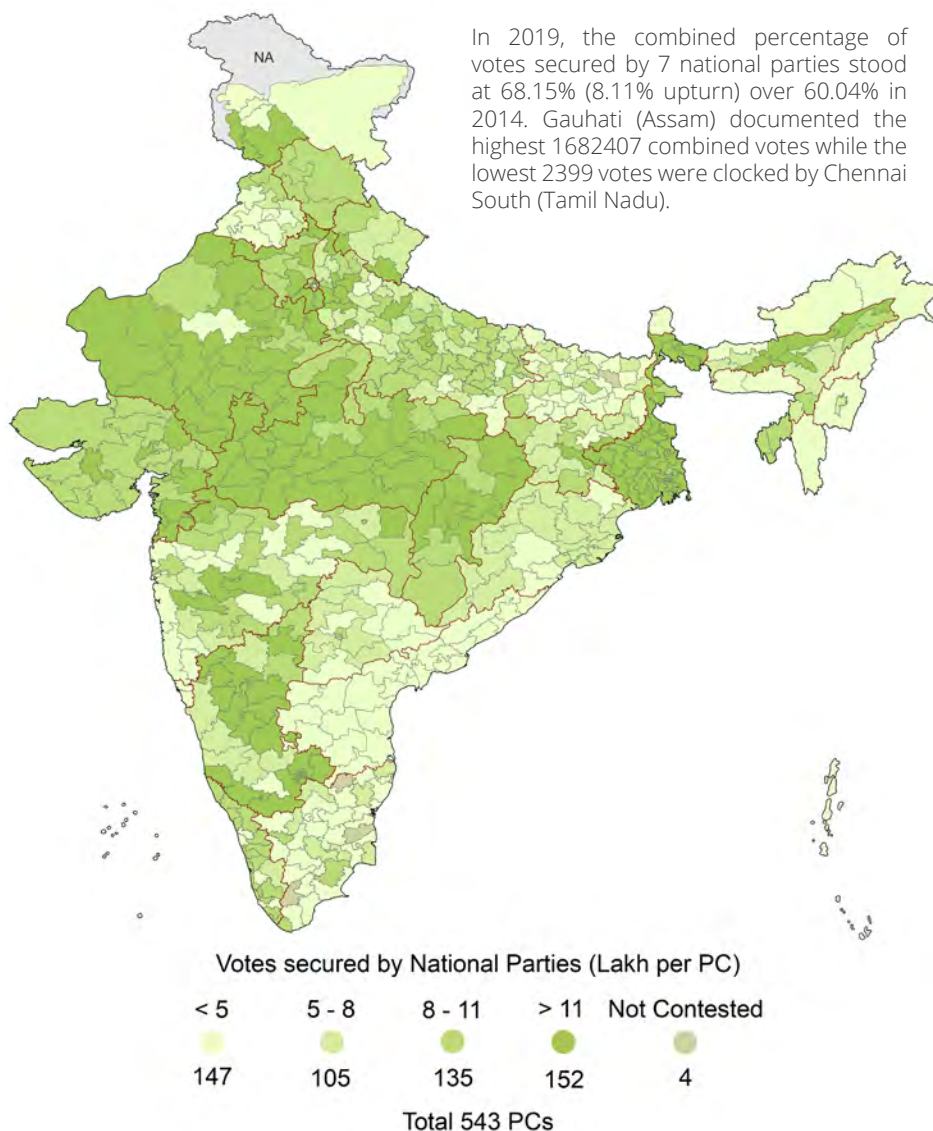 In 2019, the combined percentage of
votes secured by 7 national parties stood
at 68.15% (8.11% upturn) over 60.04% in
2014. Gauhati (Assam) documented the
highest 1682407 combined votes while the
lowest 2399 votes were clocked by Chennai
South (Tamil Nadu).
NA
Votes secured by National Parties (Lakh per PC)
< 5 5 - 8 8 - 11 > 11 Not Contested
147 105 135 152 4
Total 543 PCs